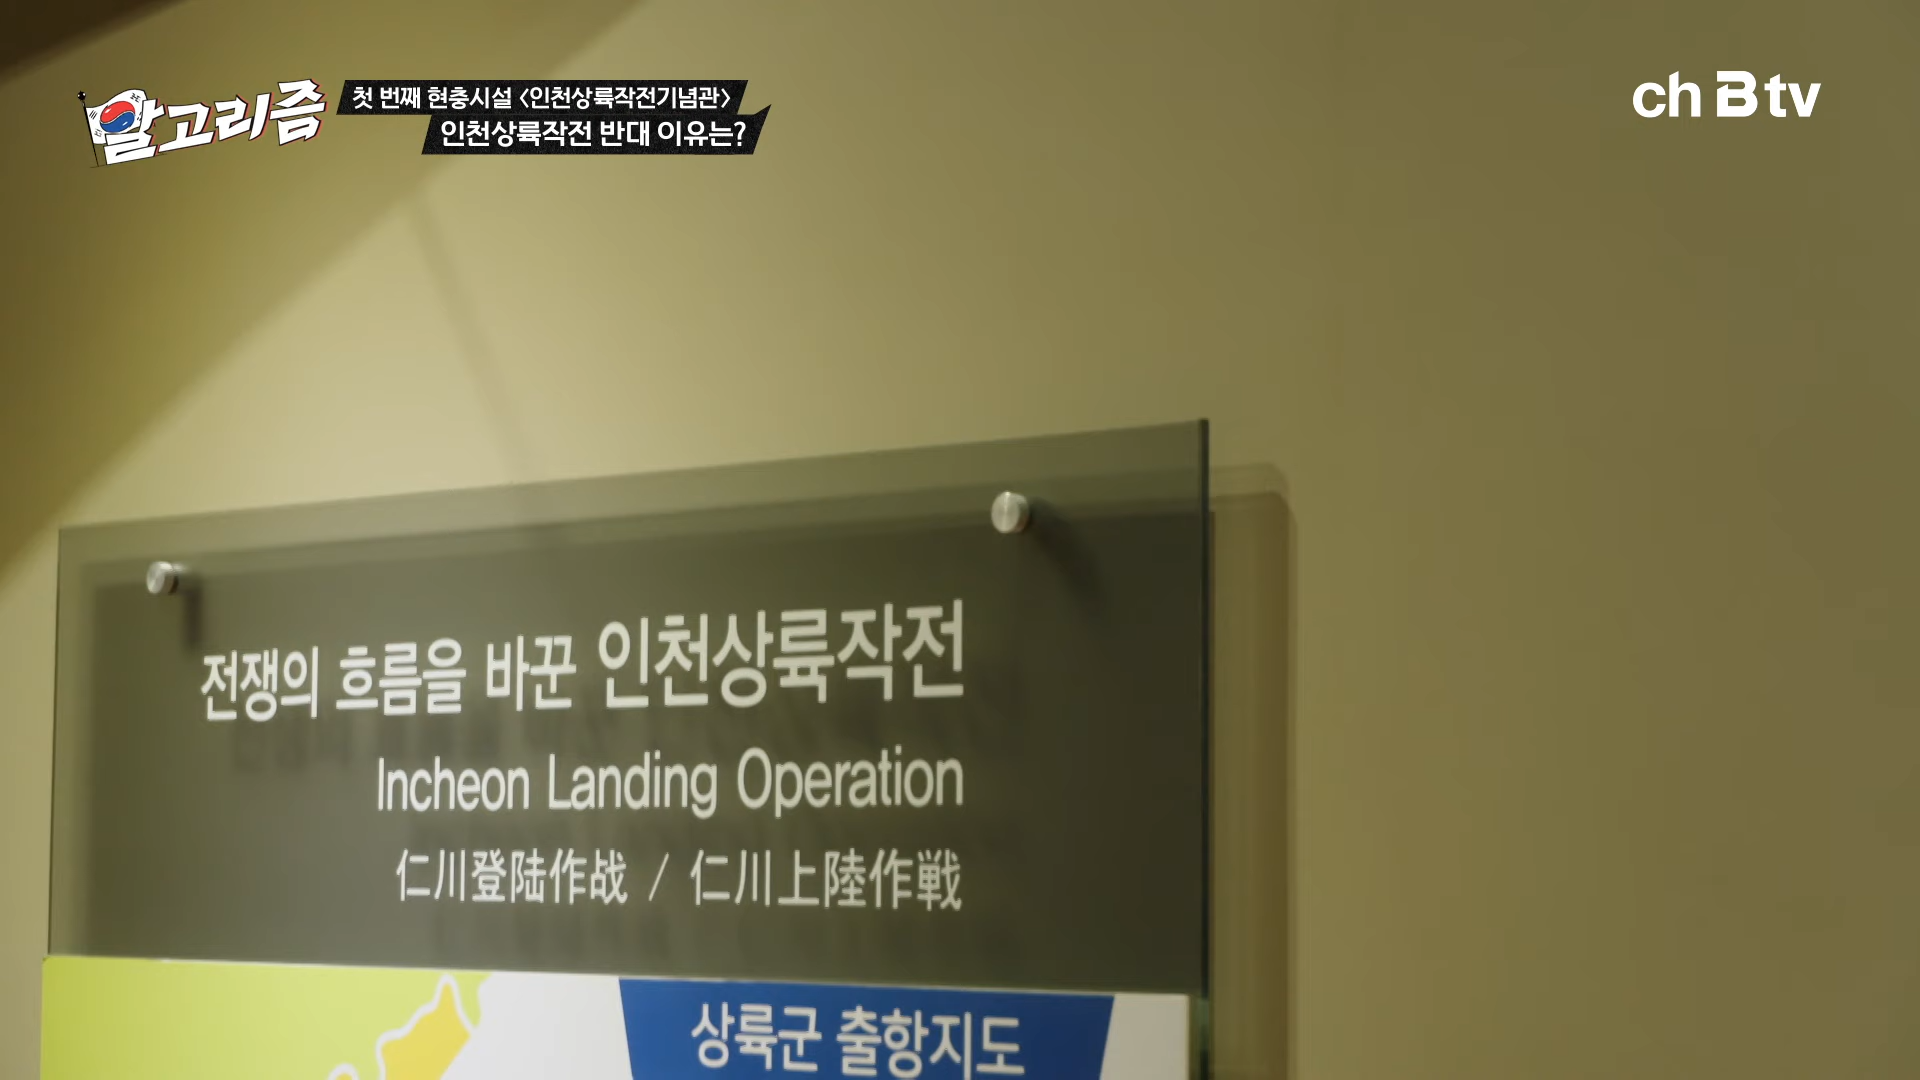 알고리즘
첫 번째 현충시설 <인천상륙작전기념관>
인천상륙작전 반대 이유는?
ch B tv
전쟁의 흐름을 바꾼 인천상륙작전
Incheon Landing Operation
仁川登陆作战 / 仁川上陸作戦
상륙군 출항지도